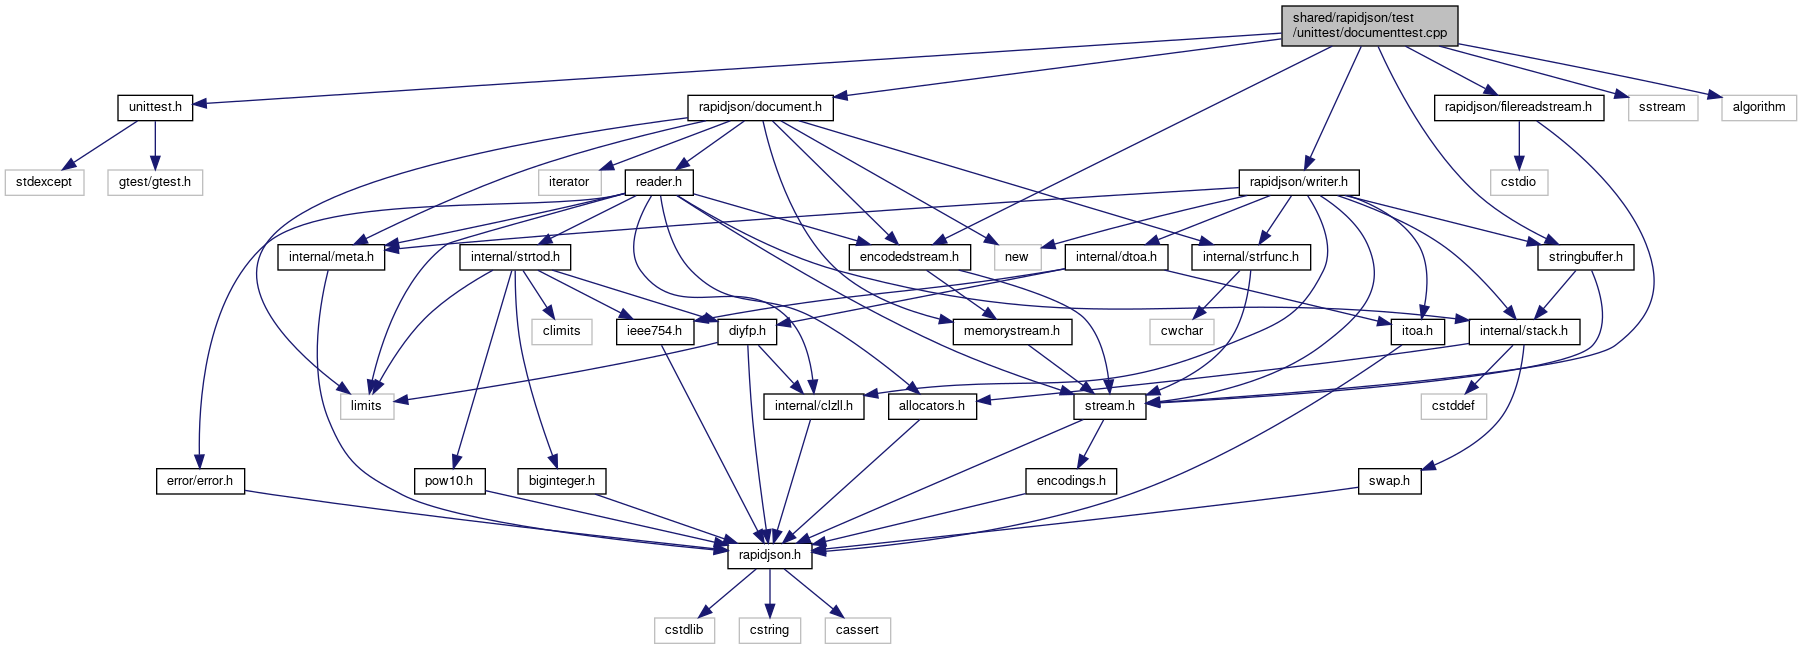 shared/rapidjson/test
/unittest/documenttest.cpp
unittest.h
rapidjson/document.h
rapidjson/filereadstream.h
sstream
algorithm
stdexcept
gtest/gtest.h
iterator
reader.h
rapidjson/writer.h
cstdio
internal/meta.h
internal/strtod.h
encodedstream.h
new
internal/dtoa.h
internal/strfunc.h
stringbuffer.h
climits
ieee754.h
diyfp.h
memorystream.h
cwchar
itoa.h
internal/stack.h
limits
internal/clzll.h
allocators.h
stream.h
cstddef
error/error.h
pow10.h
biginteger.h
encodings.h
swap.h
rapidjson.h
cstdlib
cstring
cassert